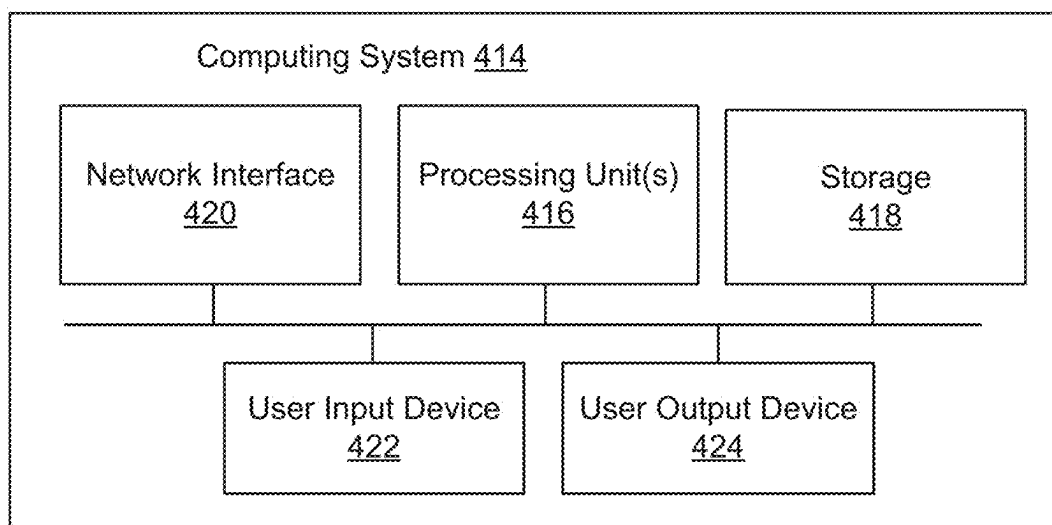 Computing System 414
Network Interface
420
Processing Unit(s)
416
Storage
418
User Input Device
422
User Output Device
424